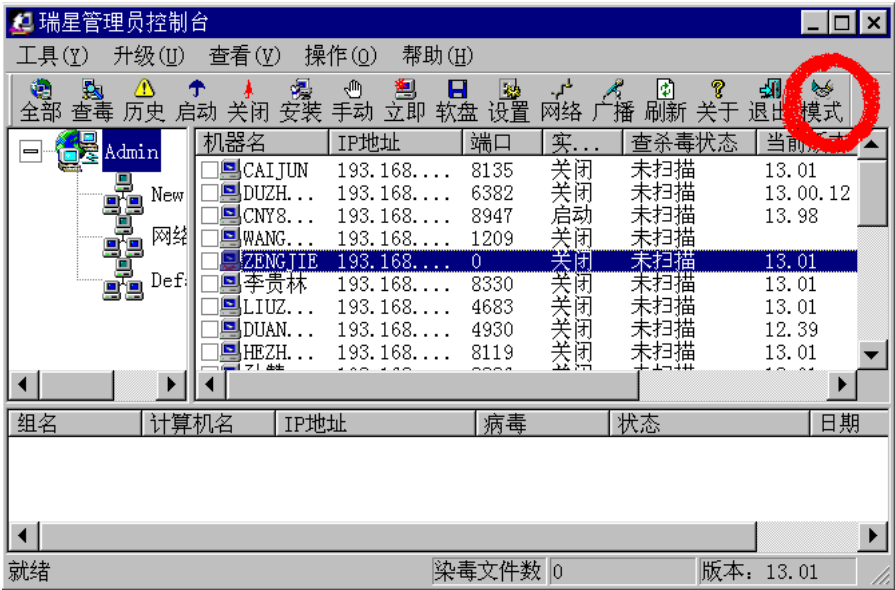 瑞星管理员控制台
工具(Y) 升级(U) 查看(V) 操作(O) 帮助(H)
全部 查毒 历史 启动 关闭 安装 手动 立即 软盘 设置 网络 广播 刷新 关于 退出 模式
Admin
New
网络
Defa
机器名 IP地址 端口 实... 查杀毒状态 当前版本
CAIJUN 193.168.... 8135 关闭 未扫描 13.01
DUZH... 193.168.... 6382 关闭 未扫描 13.00.12
CNY8... 193.168.... 8947 启动 未扫描 13.98
WANG... 193.168.... 1209 关闭 未扫描
ZENGJIE 193.168.... 0 关闭 未扫描 13.01
李贵林 193.168.... 8330 关闭 未扫描 13.01
LIUZ... 193.168.... 4683 关闭 未扫描 13.01
DUAN... 193.168.... 4930 关闭 未扫描 12.39
HEZH... 193.168.... 8119 关闭 未扫描 13.01
组名 计算机名 IP地址 病毒 状态 日期
就绪 染毒文件数 0 版本: 13.01